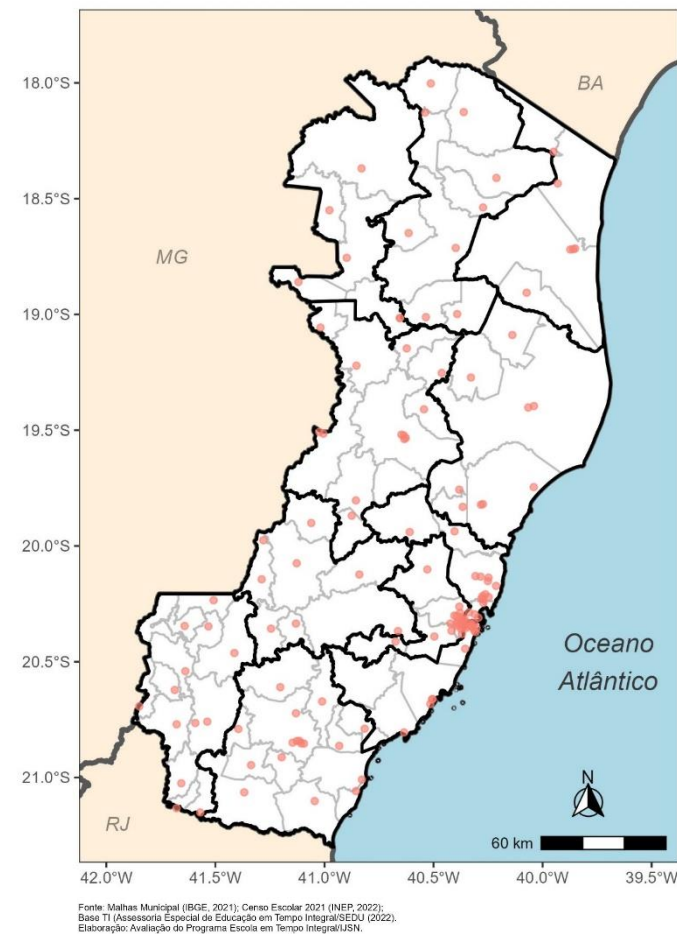 18.0°S
BA
18.5°S
MG
19.0°S
19.5°S
20.0°S
20.5°S
Oceano
Atlântico
21.0°S
RJ
N
60 km
42.0°W
41.5°W
41.0°W
40.5°W
40.0°W
39.5°W
Fonte: Malhas Municipal (IBGE, 2021); Censo Escolar 2021 (INEP, 2022);
Base TI (Assessoria Especial de Educação em Tempo Integral/SEDU (2022).
Elaboração: Avaliação do Programa Escola em Tempo Integral/IJSN.